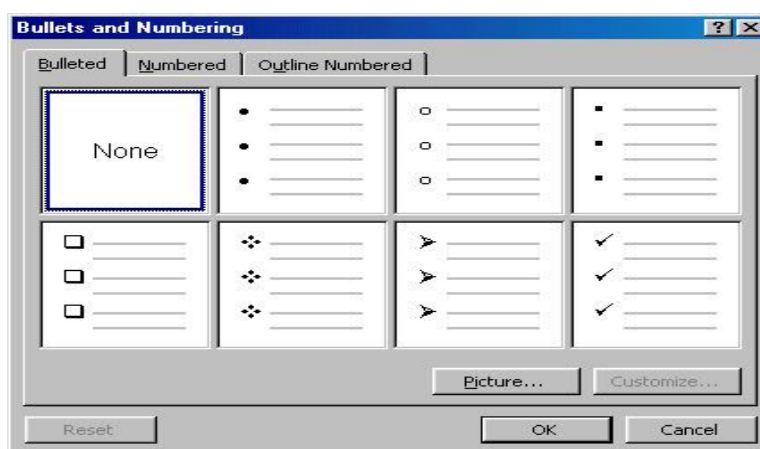 Bullets and Numbering
Bulleted Numbered Outline Numbered
None
Picture... Customize...
Reset OK Cancel